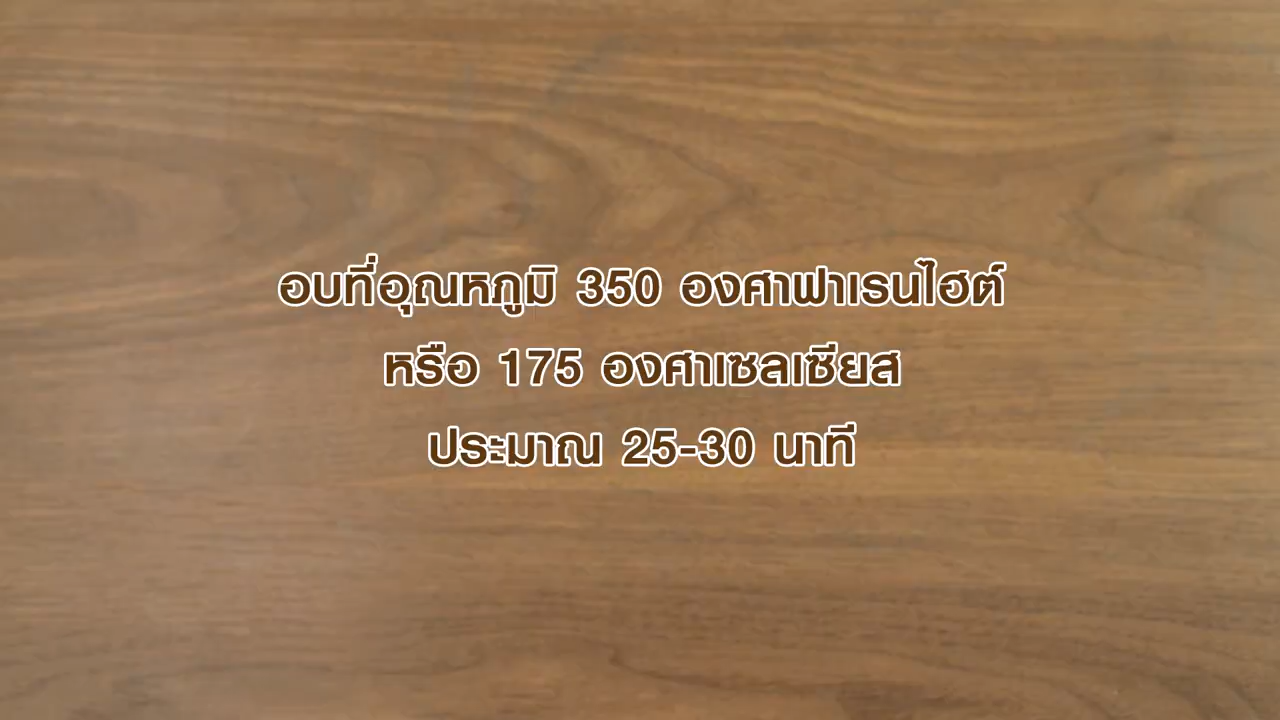 อบที่อุณหภูมิ 350 องศาฟาเรนไฮต์
หรือ 175 องศาเซลเซียส
ประมาณ 25-30 นาที